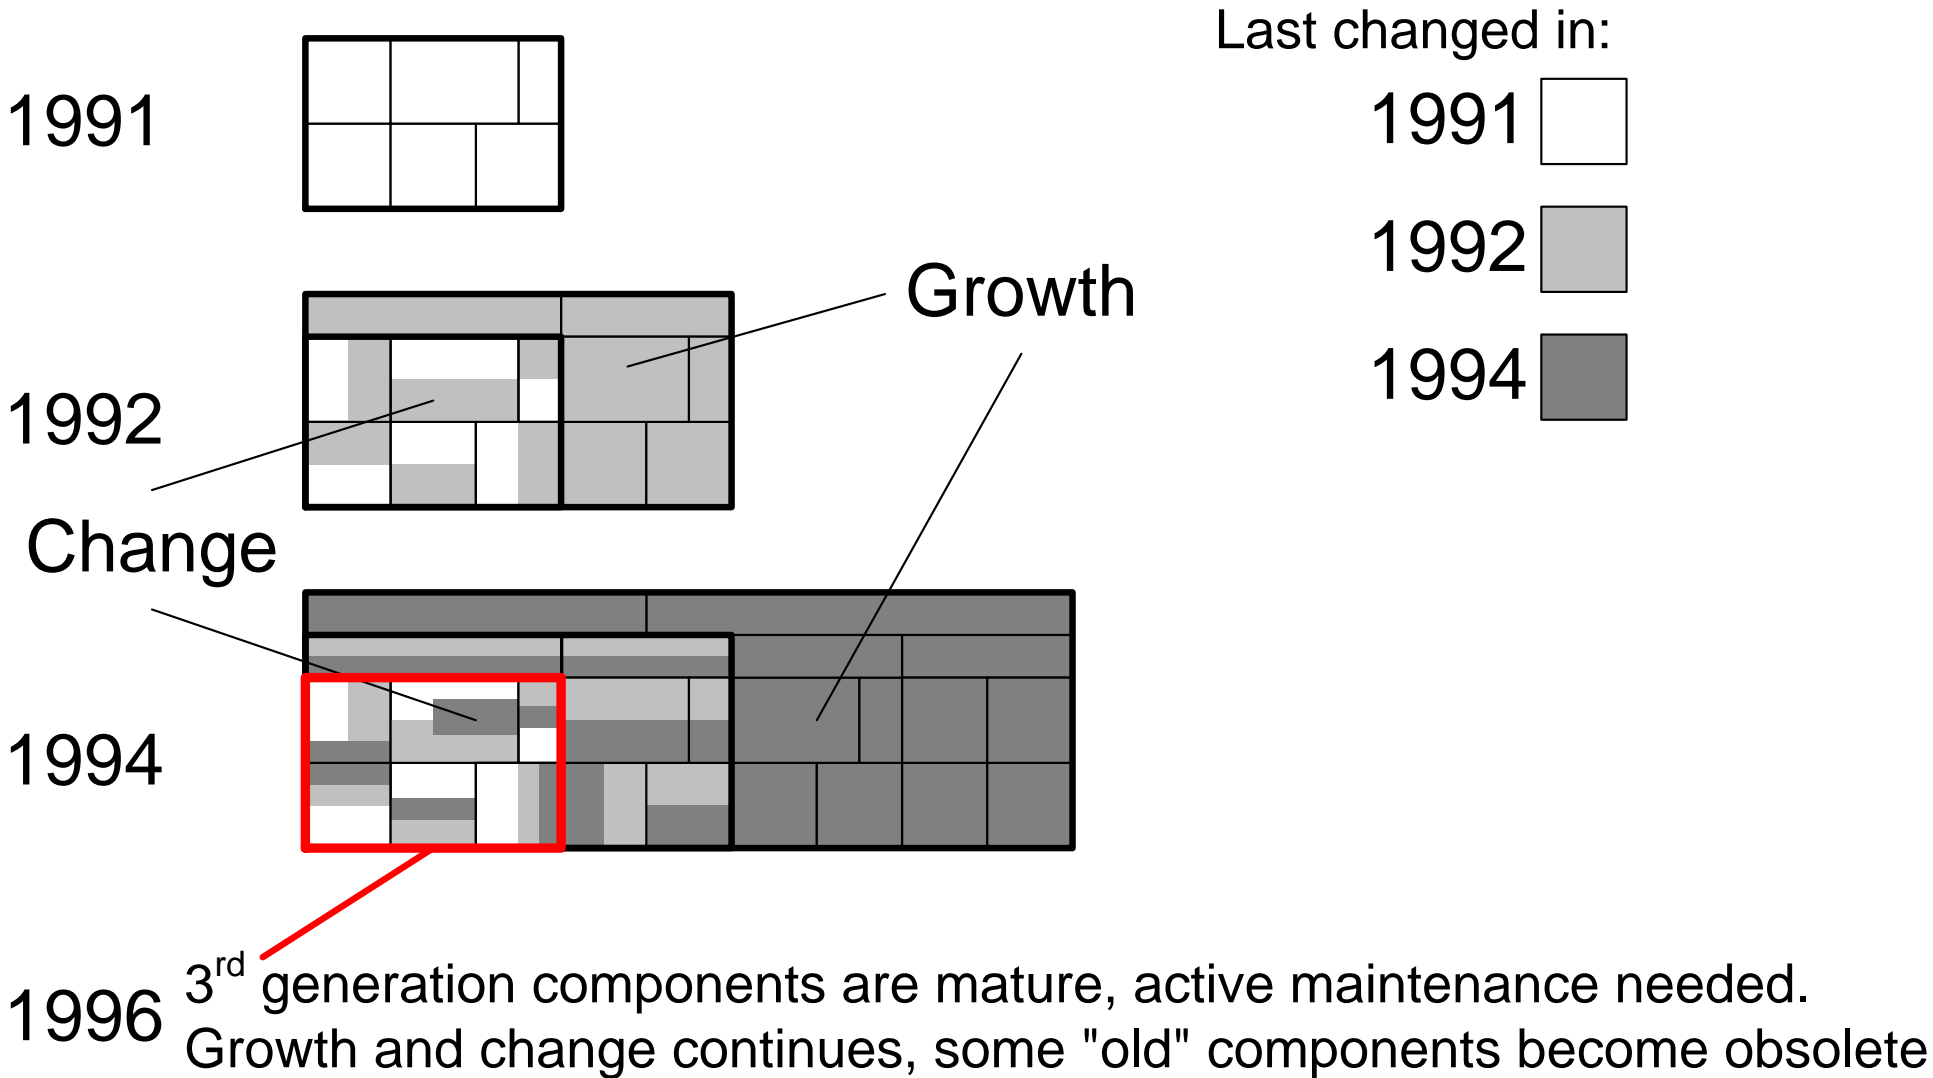 Last changed in:
1991
1991
1992
Growth
1994
1992
Change
1994
3rd generation components are mature, active maintenance needed.
1996
Growth and change continues, some "old" components become obsolete